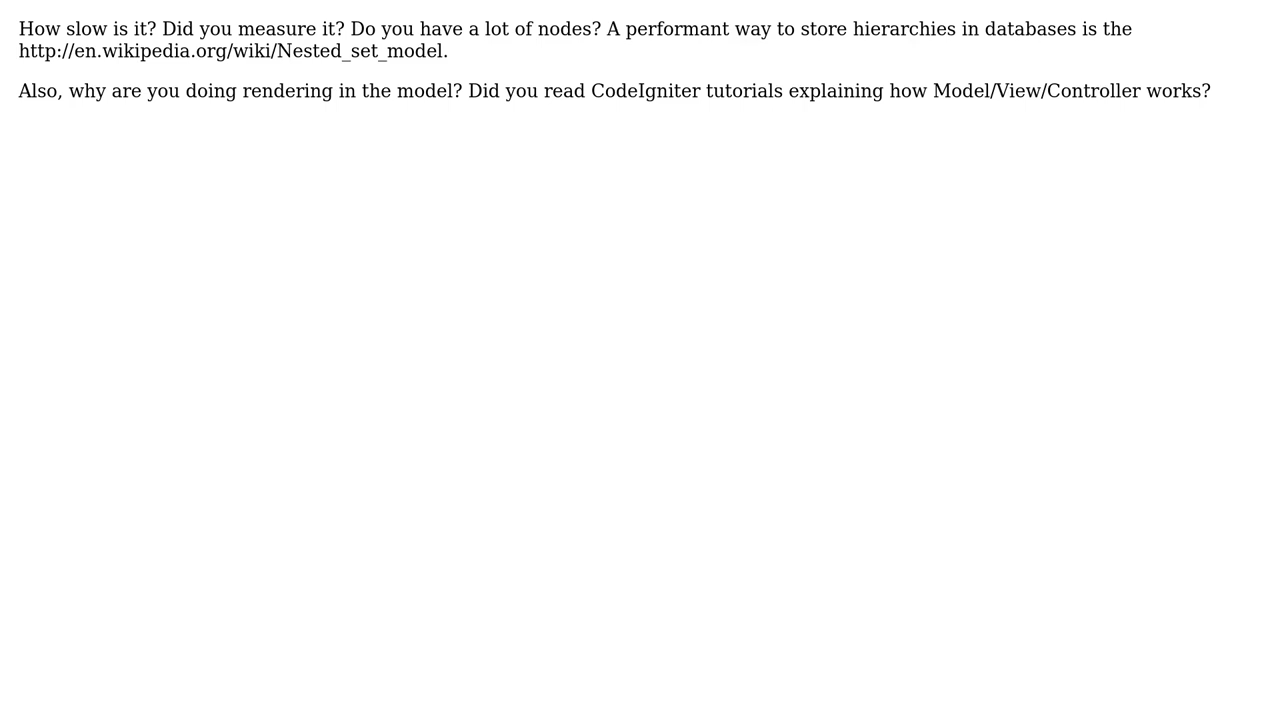 How slow is it? Did you measure it? Do you have a lot of nodes? A performant way to store hierarchies in databases is the
http://en.wikipedia.org/wiki/Nested_set_model.
Also, why are you doing rendering in the model? Did you read CodeIgniter tutorials explaining how Model/View/Controller works?